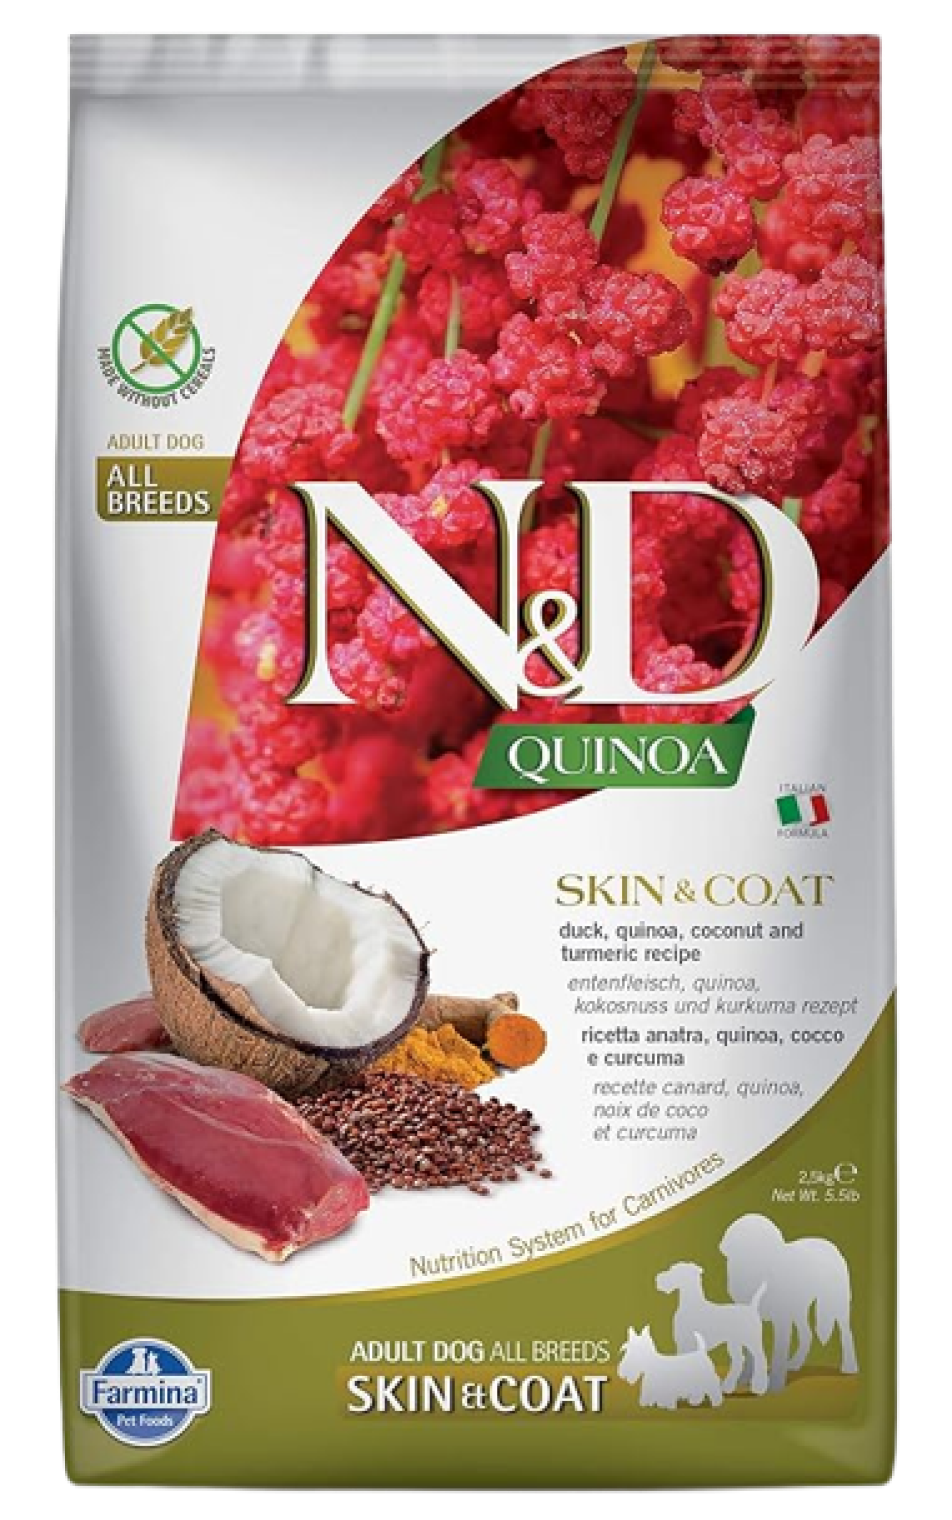 MADE WITHOUT CEREALS
ADULT DOG
ALL
BREEDS
N&D
QUINOA
ITALIAN
FORMULA
SKIN & COAT
duck, quinoa, coconut and
turmeric recipe
entenfleisch, quinoa,
kokosnuss und kurkuma rezept
ricetta anatra, quinoa, cocco
e curcuma
recette canard, quinoa,
noix de coco
et curcuma
Nutrition System for Carnivores
2,5kg℮
Net Wt. 5.5lb
ADULT DOG ALL BREEDS
SKIN & COAT
Farmina®
Pet Foods